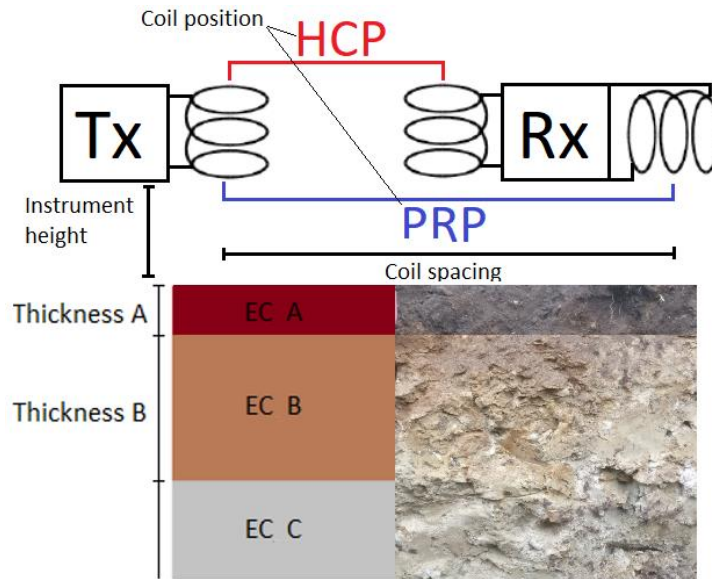 Coil position
HCP
Tx
Rx
Instrument
height
PRP
Coil spacing
Thickness A
EC A
Thickness B
EC B
EC C